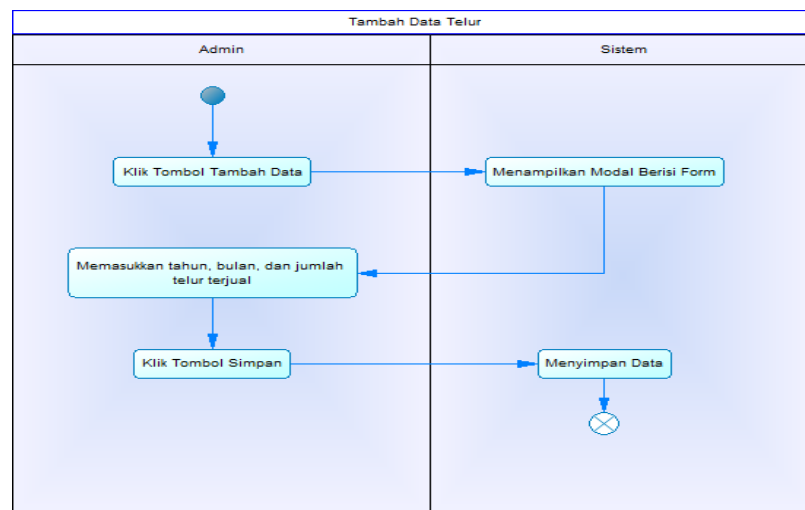 Tambah Data Telur
Admin
Sistem
Klik Tombol Tambah Data
Menampilkan Modal Berisi Form
Memasukkan tahun, bulan, dan jumlah
telur terjual
Klik Tombol Simpan
Menyimpan Data